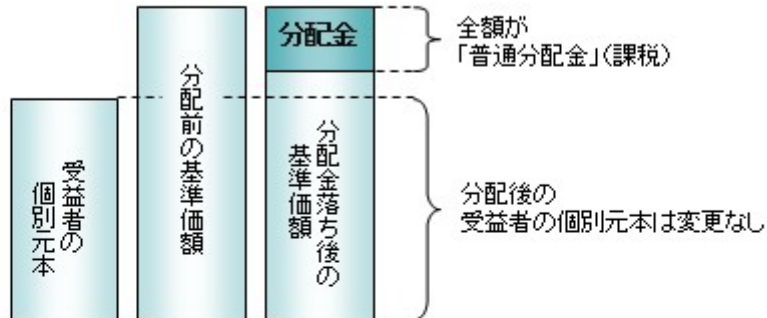 受益者の
個別元本
分配前の基準価額
分配金
分配金落ち後の
基準価額
全額が
「普通分配金」(課税)
分配後の
受益者の個別元本は変更なし